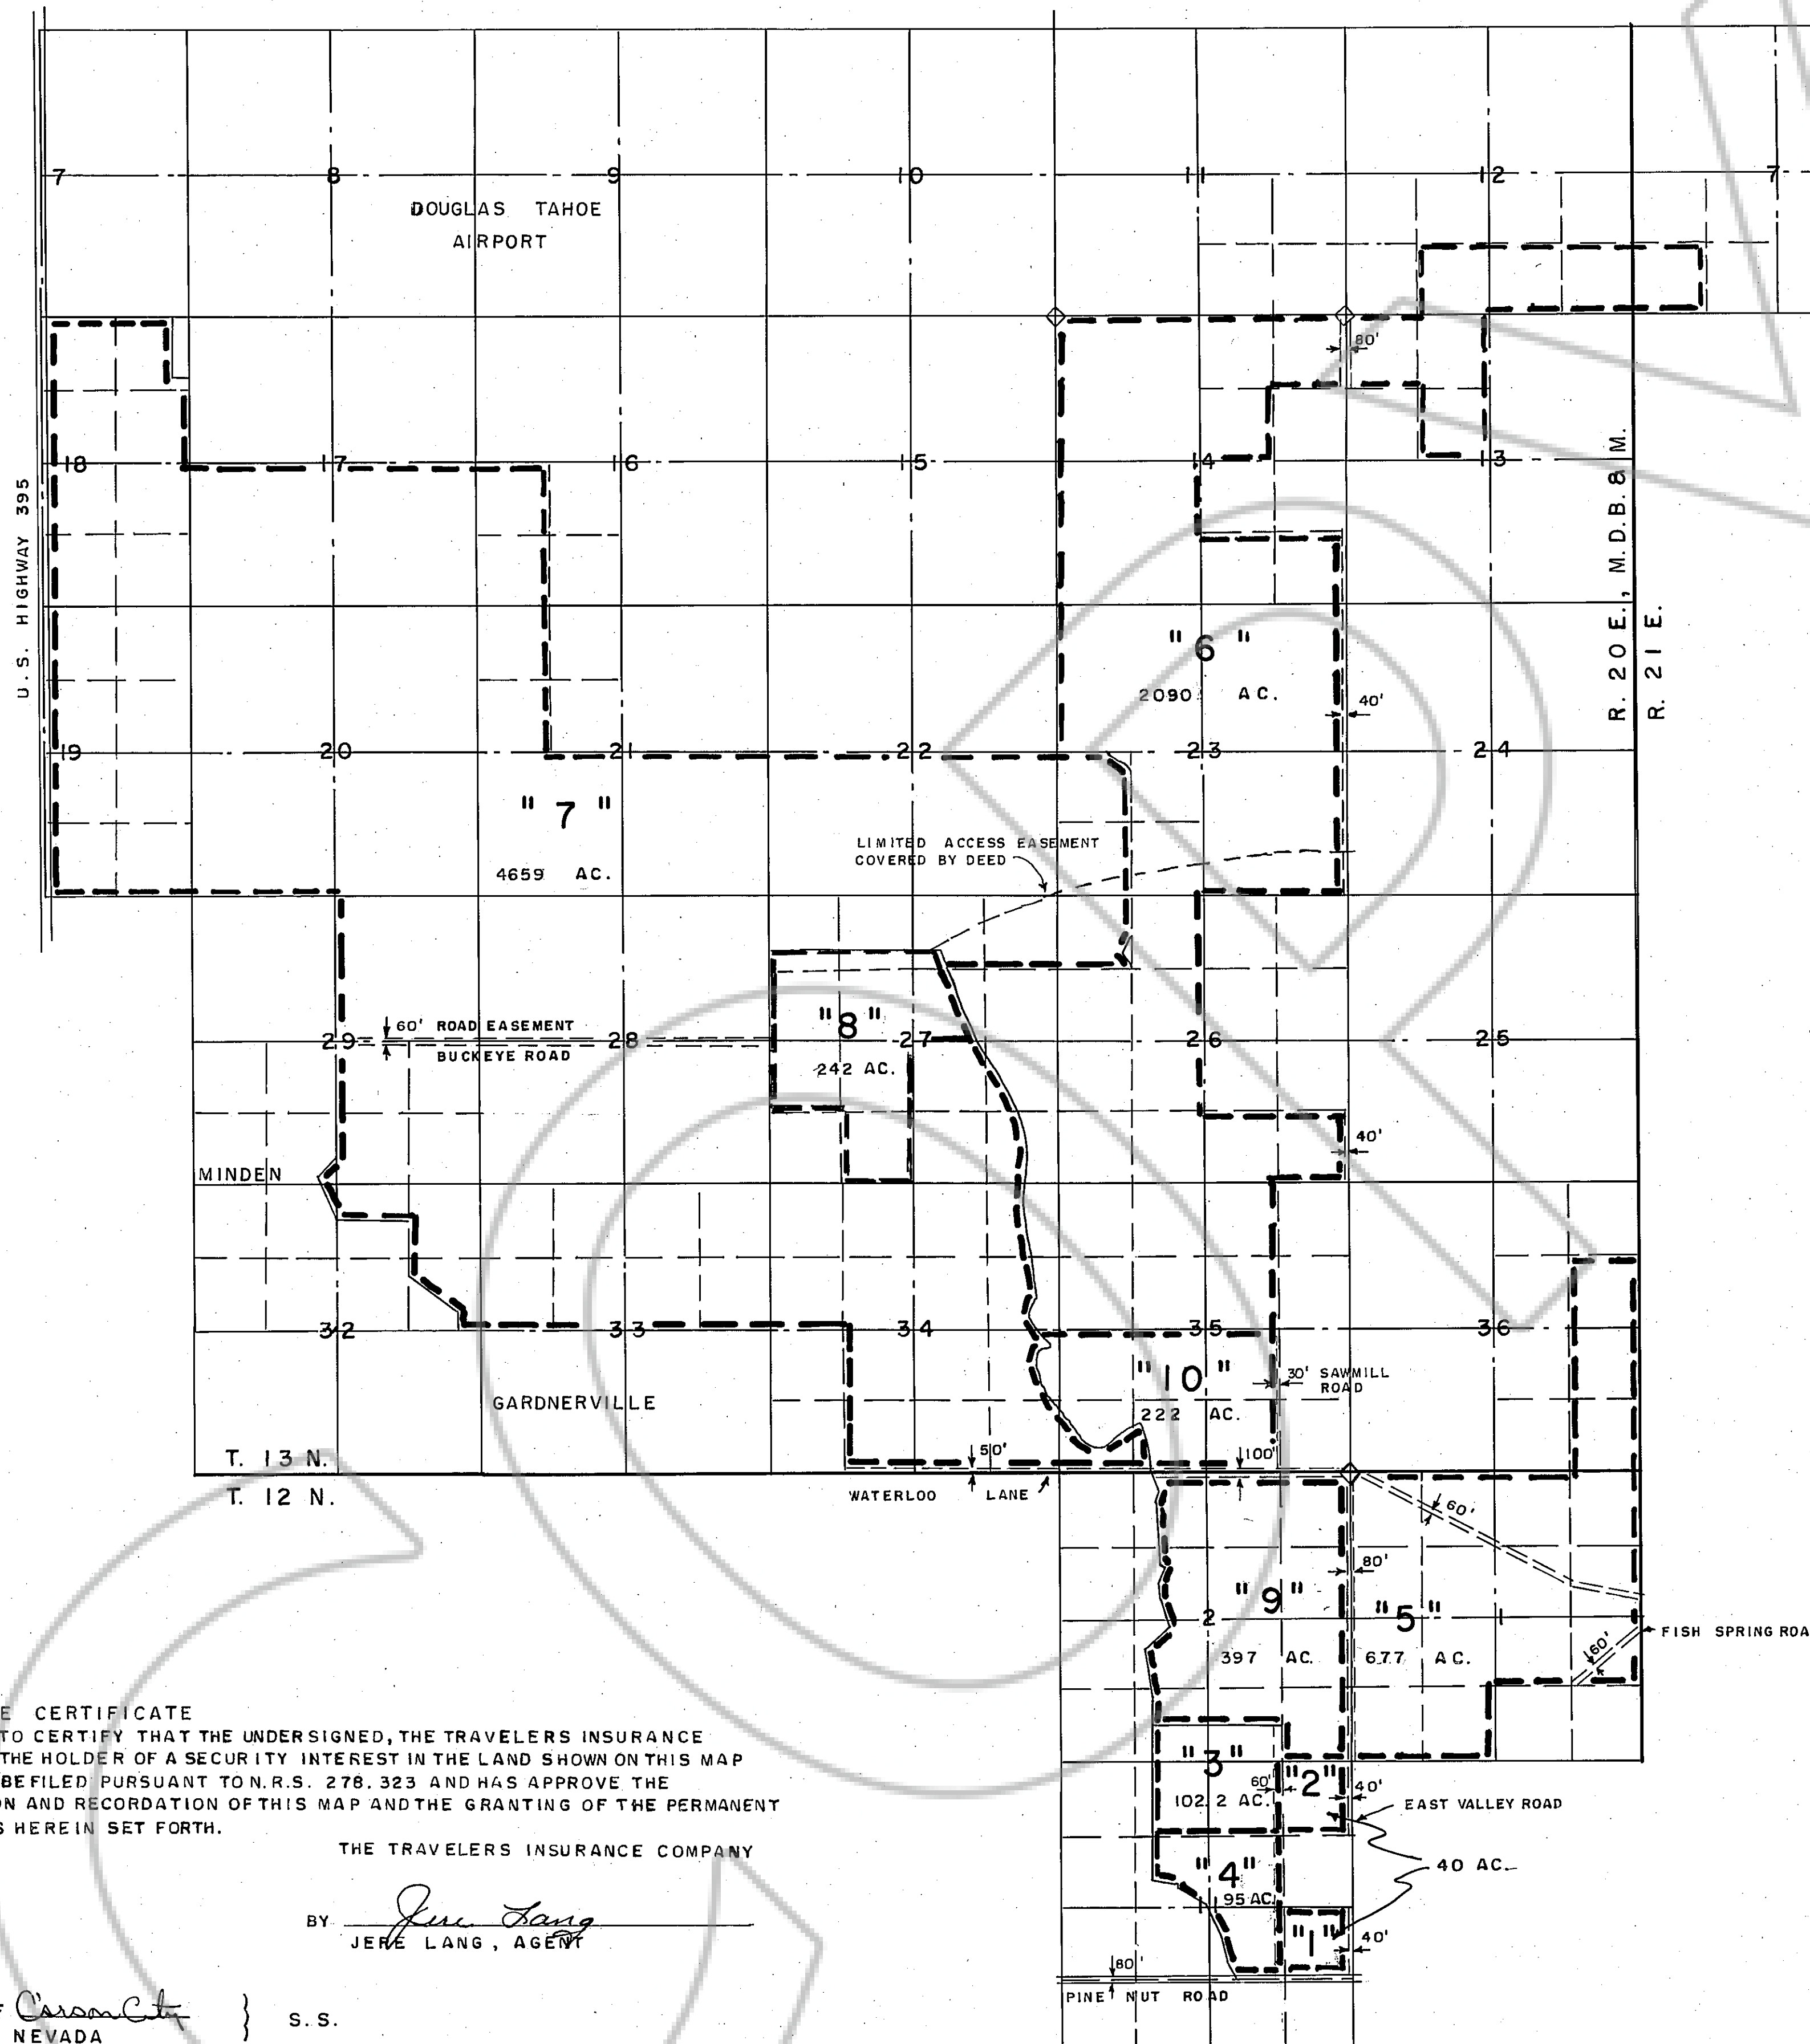 7 8 9 10 11 12 7
DOUGLAS TAHOE
AIRPORT
80'
18 17 16 15 14 13
U.S. HIGHWAY 395
R. 20 E., M.D.B. & M.
R. 21 E.
"6"
2090 AC.
40'
19 20 21 22 23 24
"7"
4659 AC.
LIMITED ACCESS EASEMENT
COVERED BY DEED
"8"
242 AC.
60' ROAD EASEMENT
BUCKEYE ROAD
29 28 27 26 25
40'
MINDEN
32 33 34 35 36
"10"
222 AC.
30' SAWMILL
ROAD
GARDNERVILLE
T. 13 N.
T. 12 N.
50'
100'
WATERLOO LANE
60'
80'
"9"
397 AC.
2
"5"
677 AC.
1
60'
FISH SPRING ROA
"3"
102.2 AC.
60'
"2"
40'
EAST VALLEY ROAD
40 AC.
"4"
95 AC.
11
"1"
40'
80'
PINE NUT ROAD
E CERTIFICATE
TO CERTIFY THAT THE UNDERSIGNED, THE TRAVELERS INSURANCE
THE HOLDER OF A SECURITY INTEREST IN THE LAND SHOWN ON THIS MAP
BE FILED PURSUANT TO N.R.S. 278.323 AND HAS APPROVE THE
ON AND RECORDATION OF THIS MAP AND THE GRANTING OF THE PERMANENT
S HEREIN SET FORTH.
THE TRAVELERS INSURANCE COMPANY
BY Jere Lang
JERE LANG, AGENT
Carson City } S.S.
NEVADA